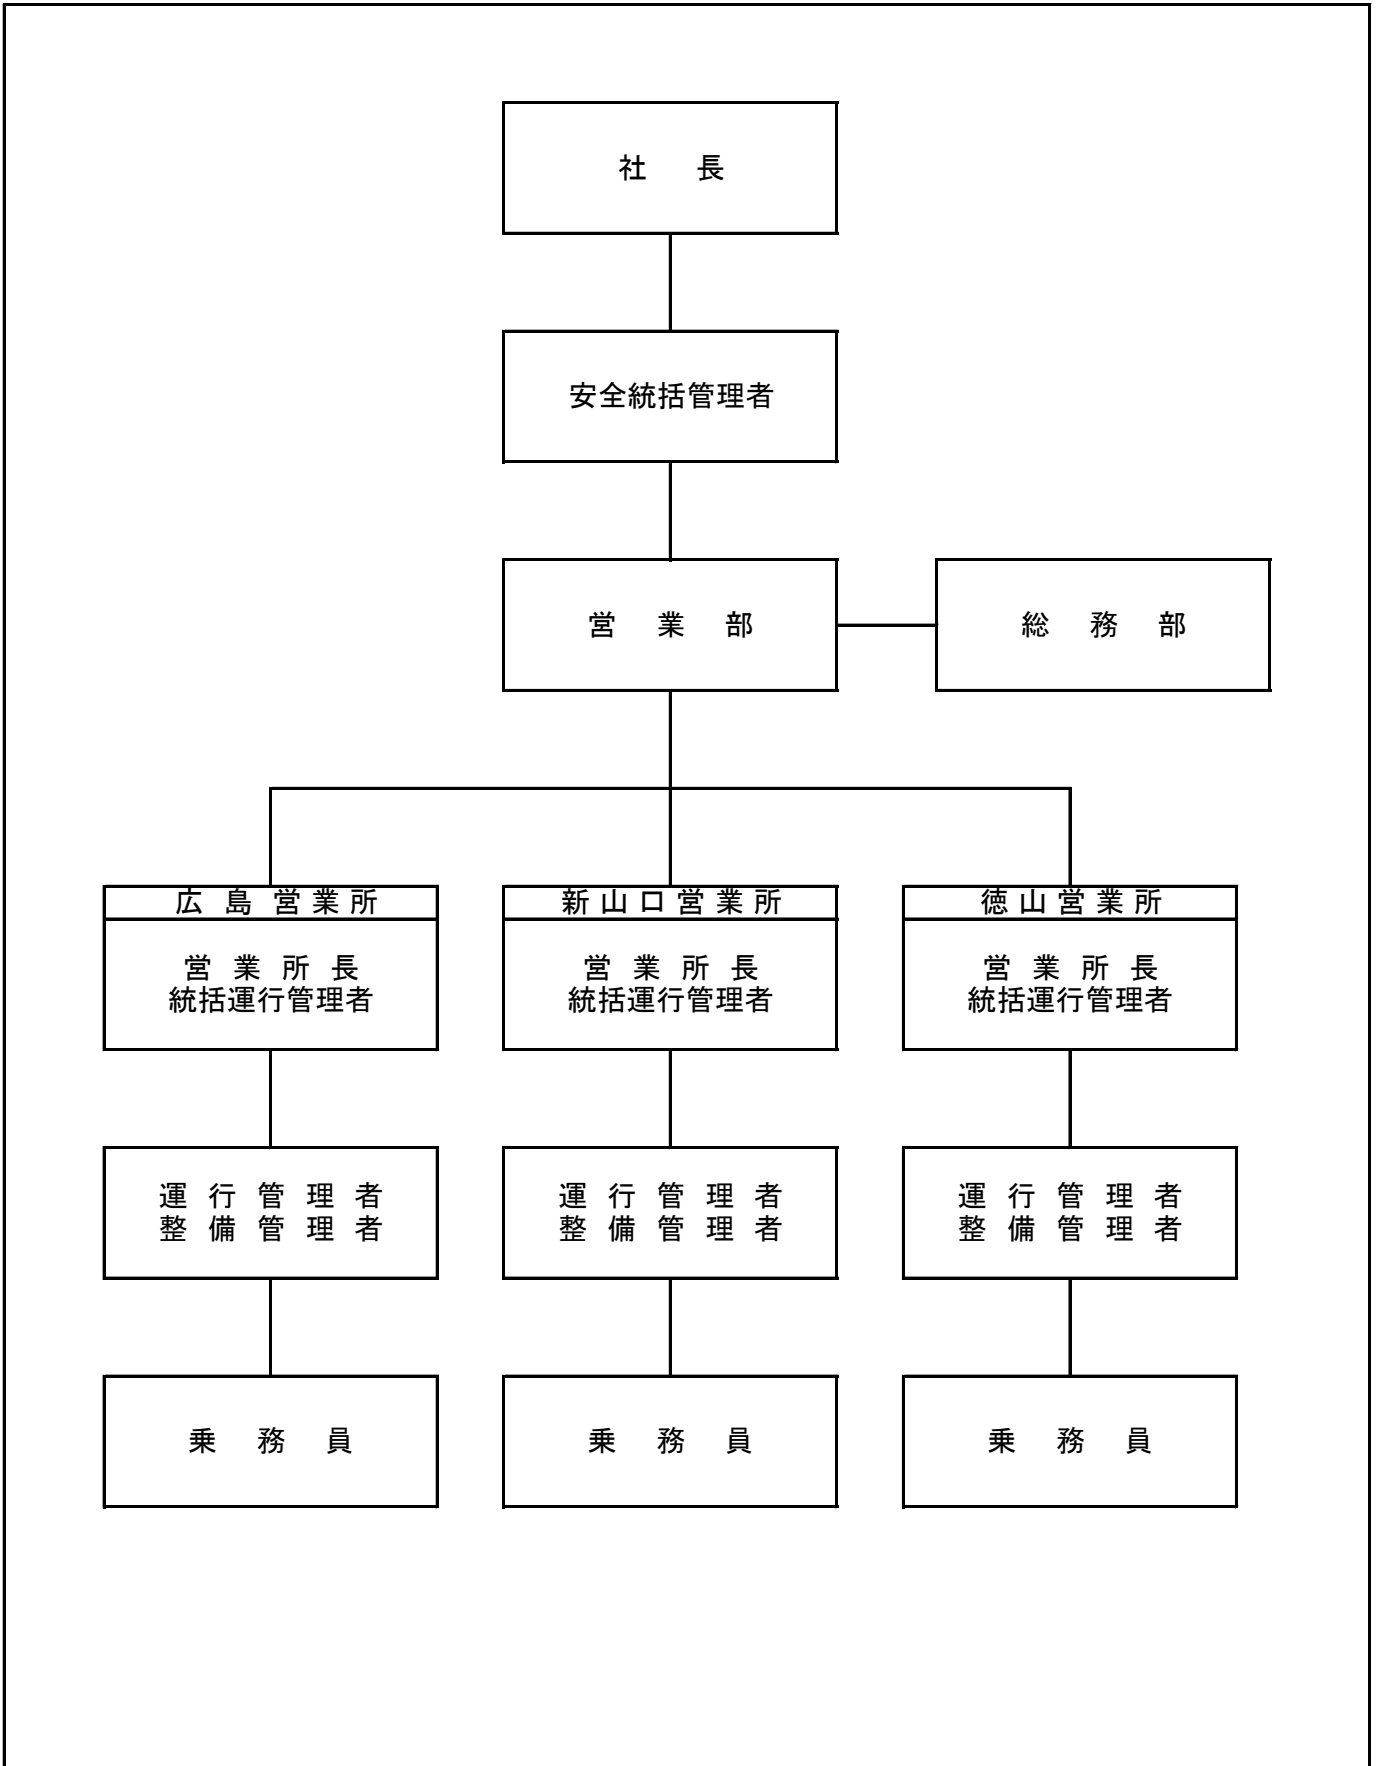 社長
安全統括管理者
営業部
総務部
広島営業所
営業所長
統括運行管理者
運行管理者
整備管理者
乗務員
新山口営業所
営業所長
統括運行管理者
運行管理者
整備管理者
乗務員
徳山営業所
営業所長
統括運行管理者
運行管理者
整備管理者
乗務員